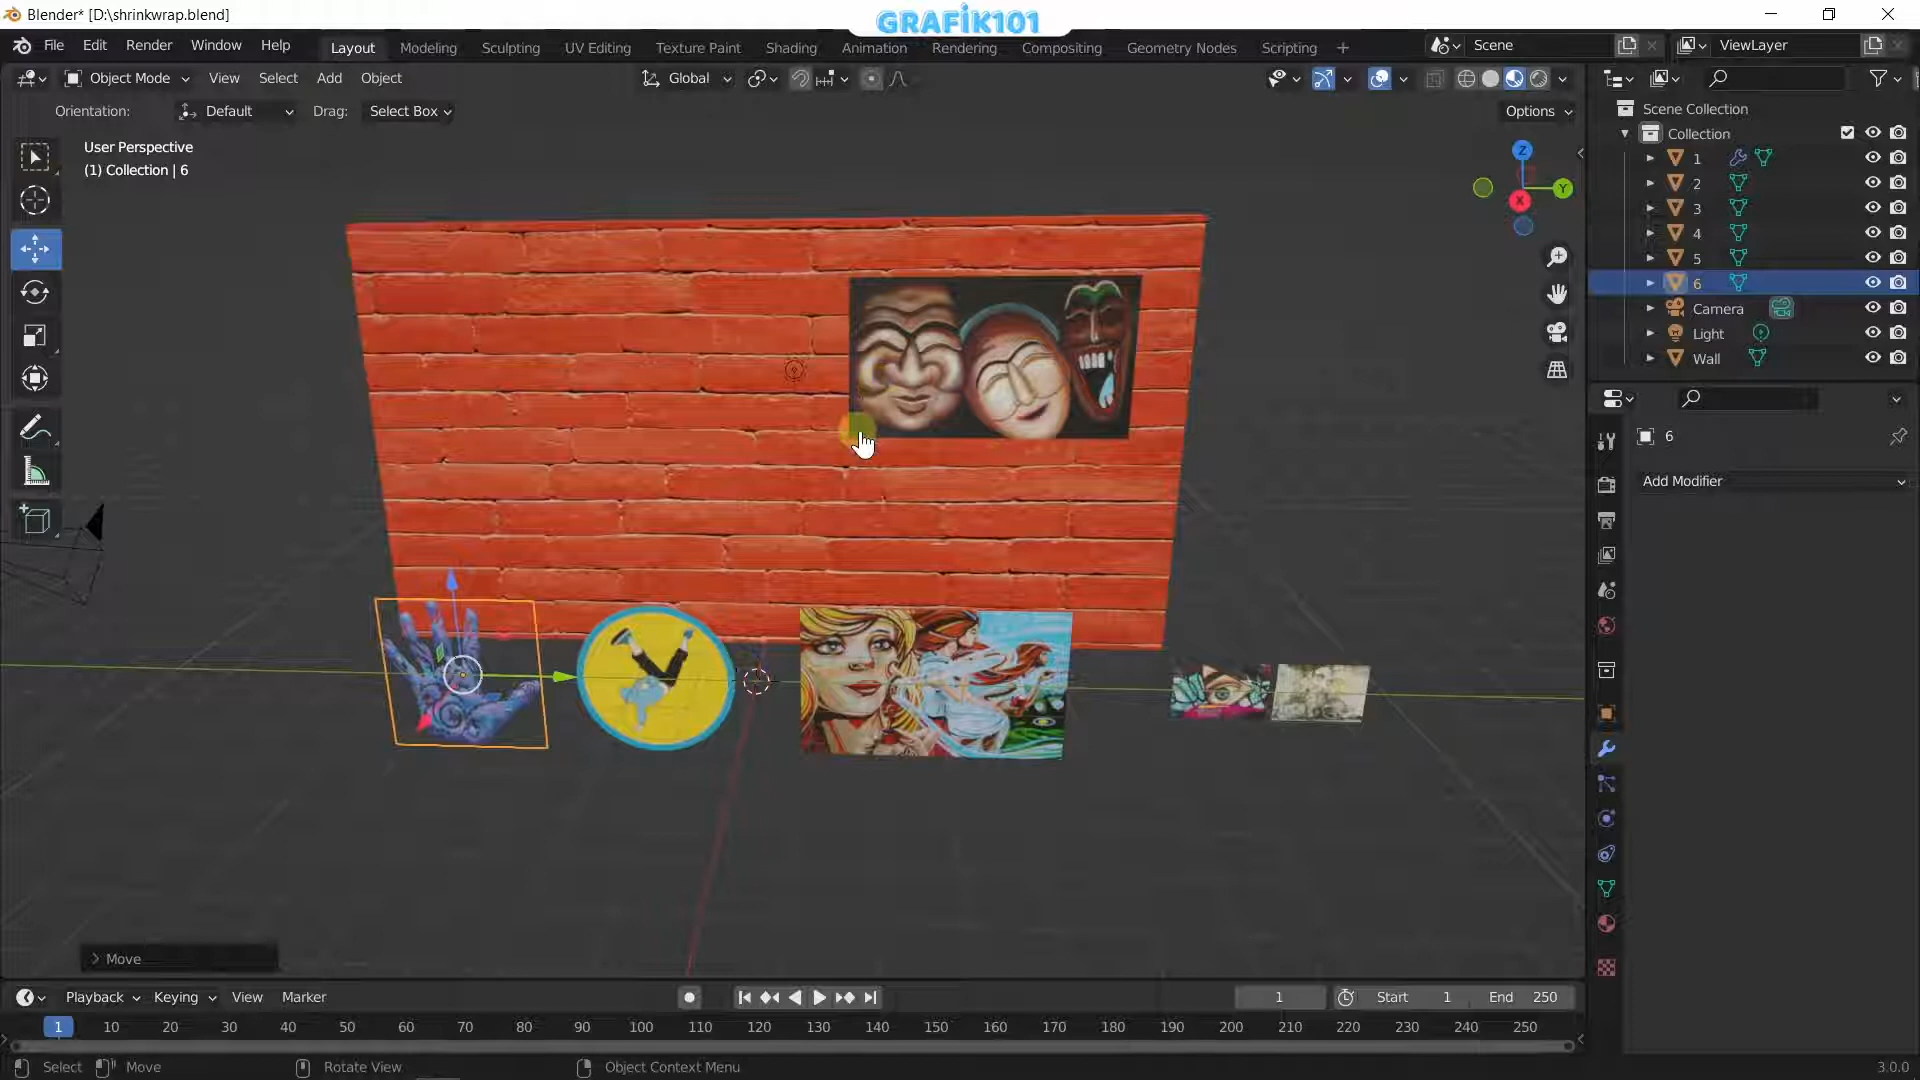 Blender* [D:\shrinkwrap.blend]
GRAFİK101
File Edit Render Window Help
Layout Modeling Sculpting UV Editing Texture Paint Shading Animation Rendering Compositing Geometry Nodes Scripting +
Scene
ViewLayer
Object Mode View Select Add Object
Global
Orientation: Default Drag: Select Box
Options
User Perspective
(1) Collection | 6
Z
Y
X
Scene Collection
Collection
1
2
3
4
5
6
Camera
Light
Wall
6
Add Modifier
Move
Playback Keying View Marker
1
Start 1
End 250
1 10 20 30 40 50 60 70 80 90 100 110 120 130 140 150 160 170 180 190 200 210 220 230 240 250
Select Move Rotate View Object Context Menu
3.0.0